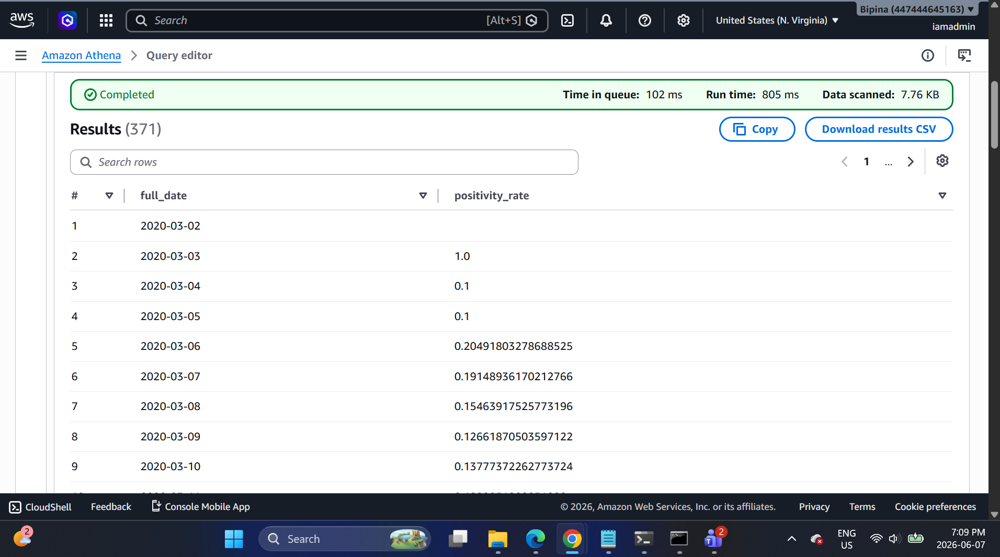 aws
Search [Alt+S] United States (N. Virginia) Bipina (447444645163)
iamadmin
Amazon Athena Query editor
Completed Time in queue: 102 ms Run time: 805 ms Data scanned: 7.76 KB
Results (371) Copy Download results CSV
Search rows 1 ...
# full_date positivity_rate
1 2020-03-02
2 2020-03-03 1.0
3 2020-03-04 0.1
4 2020-03-05 0.1
5 2020-03-06 0.20491803278688525
6 2020-03-07 0.19148936170212766
7 2020-03-08 0.15463917525773196
8 2020-03-09 0.12661870503597122
9 2020-03-10 0.13777372262773724
CloudShell Feedback Console Mobile App © 2026, Amazon Web Services, Inc. or its affiliates. Privacy Terms Cookie preferences
2 Search T 2 ENG US 7:09 PM
2026-06-07